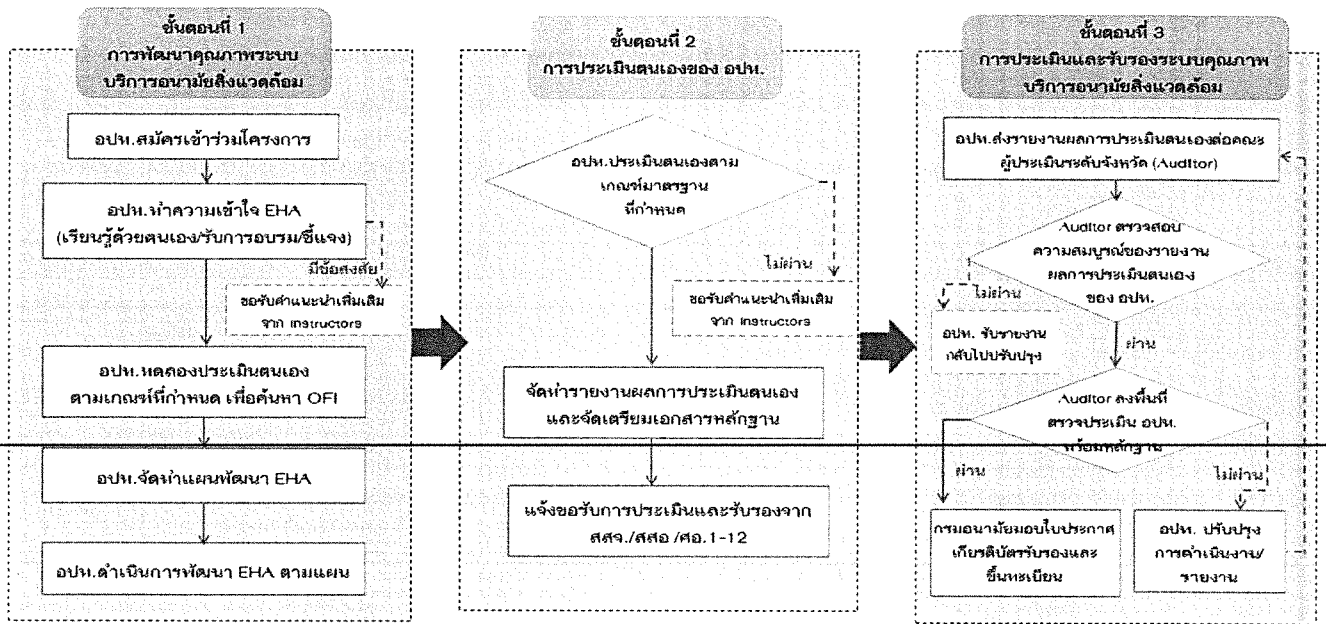 ขั้นตอนที่ 1
การพัฒนาคุณภาพระบบ
บริการอนามัยสิ่งแวดล้อม
อปท.สมัครเข้าร่วมโครงการ
อปท.ทำความเข้าใจ EHA
(เรียนรู้ด้วยตนเอง/รับการอบรม/ชี้แจง)
มีข้อสงสัย
ขอรับคำแนะนำเพิ่มเติม
จาก Instructors
อปท.ทดลองประเมินตนเอง
ตามเกณฑ์ที่กำหนด เพื่อค้นหา OFI
อปท.จัดทำแผนพัฒนา EHA
อปท.ดำเนินการพัฒนา EHA ตามแผน
ขั้นตอนที่ 2
การประเมินตนเองของ อปท.
อปท.ประเมินตนเองตาม
เกณฑ์มาตรฐาน
ที่กำหนด
ไม่ผ่าน
ขอรับคำแนะนำเพิ่มเติม
จาก Instructors
จัดทำรายงานผลการประเมินตนเอง
และจัดเตรียมเอกสารหลักฐาน
แจ้งขอรับการประเมินและรับรองจาก
สสจ./สสอ /ศอ.1-12
ขั้นตอนที่ 3
การประเมินและรับรองระบบคุณภาพ
บริการอนามัยสิ่งแวดล้อม
อปท.ส่งรายงานผลการประเมินตนเองต่อคณะ
ผู้ประเมินระดับจังหวัด (Auditor)
Auditor ตรวจสอบ
ความสมบูรณ์ของรายงาน
ผลการประเมินตนเอง
ของ อปท.
ไม่ผ่าน
อปท. รับรายงาน
กลับไปปรับปรุง
ผ่าน
Auditor ลงพื้นที่
ตรวจประเมิน อปท.
พร้อมหลักฐาน
ผ่าน
ไม่ผ่าน
กรมอนามัยมอบใบประกาศ
เกียรติบัตรรับรองและ
ขึ้นทะเบียน
อปท. ปรับปรุง
การดำเนินงาน/
รายงาน